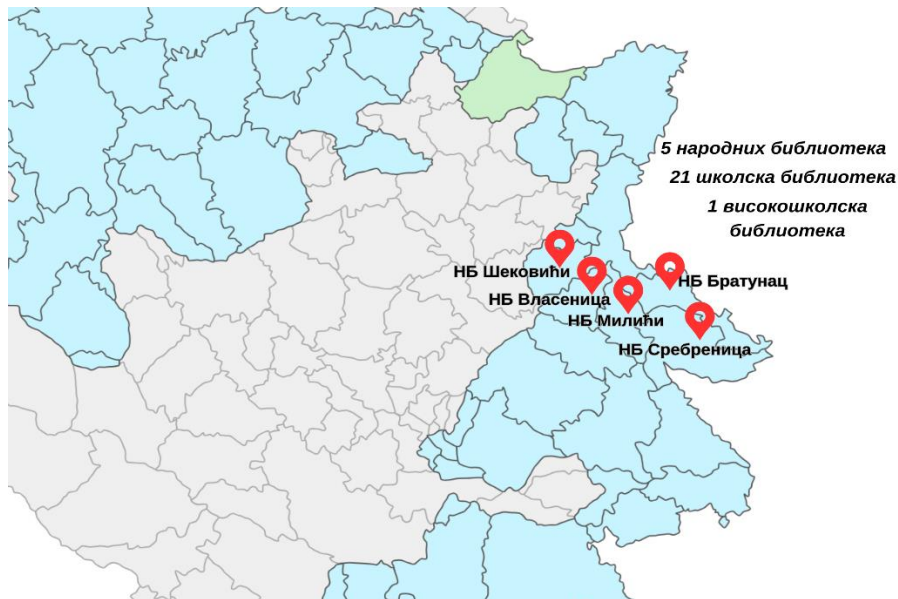 5 народних библиотека
21 школска библиотека
1 високошколска
библиотека
НБ Шековићи
НБ Братунац
НБ Власеница
НБ Милићи
НБ Сребреница